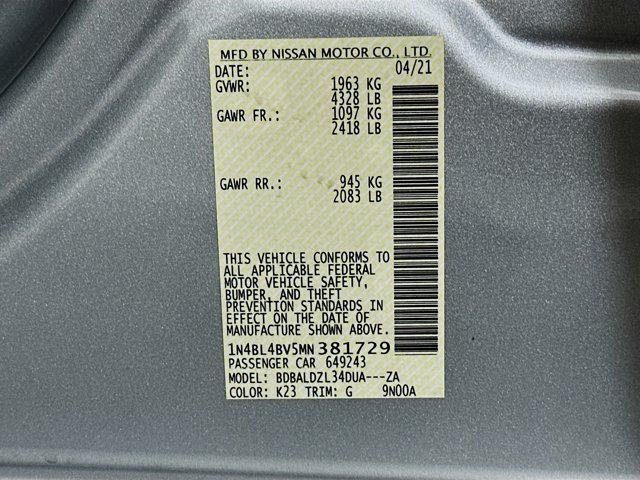 MFD BY NISSAN MOTOR CO., LTD.
DATE: 04/21
GVWR: 1963 KG
4328 LB
GAWR FR.: 1097 KG
2418 LB
GAWR RR.: 945 KG
2083 LB
THIS VEHICLE CONFORMS TO
ALL APPLICABLE FEDERAL
MOTOR VEHICLE SAFETY,
BUMPER, AND THEFT
PREVENTION STANDARDS IN
EFFECT ON THE DATE OF
MANUFACTURE SHOWN ABOVE.
1N4BL4BV5MN381729
PASSENGER CAR 649243
MODEL: BDBALDZL34DUA---ZA
COLOR: K23 TRIM: G 9N00A